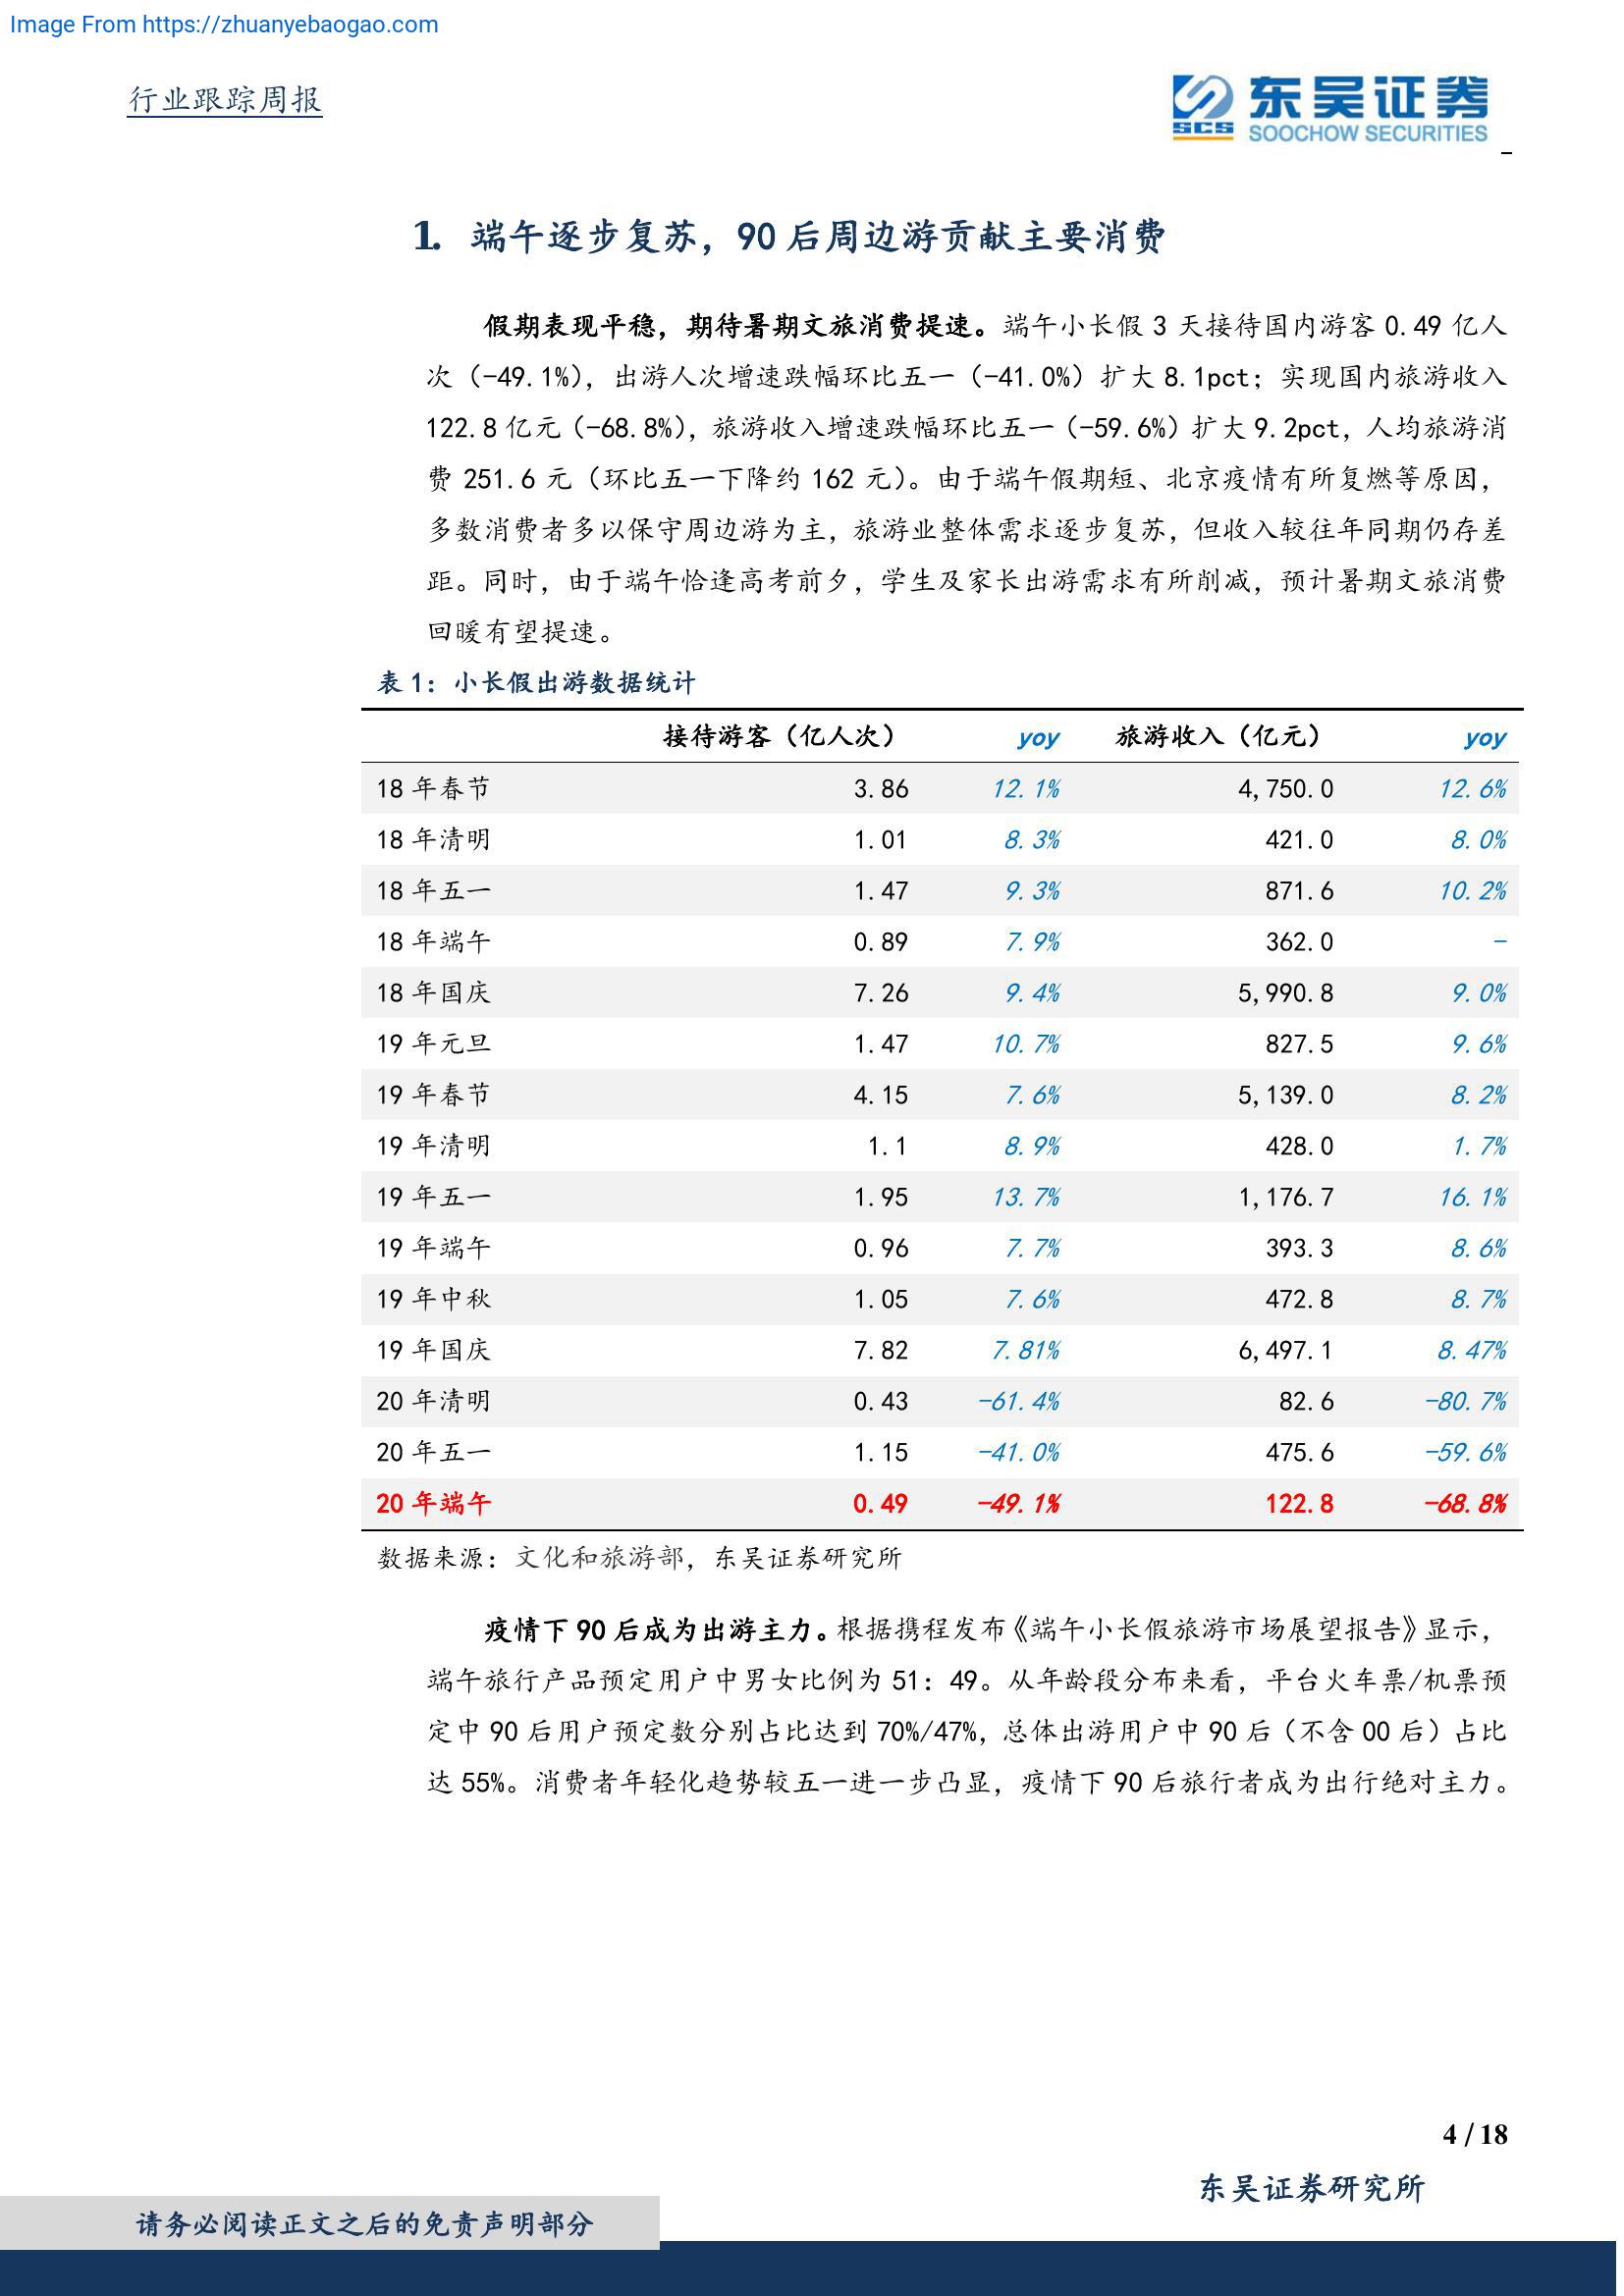 Image From https://zhuanyebaogao.com
行业跟踪周报
SCS 东吴证券
SOOCHOW SECURITIES
1. 端午逐步复苏，90 后周边游贡献主要消费
假期表现平稳，期待暑期文旅消费提速。端午小长假 3 天接待国内游客 0.49 亿人
次（-49.1%），出游人次增速跌幅环比五一（-41.0%）扩大 8.1pct；实现国内旅游收入
122.8 亿元（-68.8%），旅游收入增速跌幅环比五一（-59.6%）扩大 9.2pct，人均旅游消
费 251.6 元（环比五一下降约 162 元）。由于端午假期短、北京疫情有所复燃等原因，
多数消费者多以保守周边游为主，旅游业整体需求逐步复苏，但收入较往年同期仍存差
距。同时，由于端午恰逢高考前夕，学生及家长出游需求有所削减，预计暑期文旅消费
回暖有望提速。
表 1：小长假出游数据统计
接待游客（亿人次） yoy 旅游收入（亿元） yoy
18 年春节 3.86 12.1% 4,750.0 12.6%
18 年清明 1.01 8.3% 421.0 8.0%
18 年五一 1.47 9.3% 871.6 10.2%
18 年端午 0.89 7.9% 362.0 -
18 年国庆 7.26 9.4% 5,990.8 9.0%
19 年元旦 1.47 10.7% 827.5 9.6%
19 年春节 4.15 7.6% 5,139.0 8.2%
19 年清明 1.1 8.9% 428.0 1.7%
19 年五一 1.95 13.7% 1,176.7 16.1%
19 年端午 0.96 7.7% 393.3 8.6%
19 年中秋 1.05 7.6% 472.8 8.7%
19 年国庆 7.82 7.81% 6,497.1 8.47%
20 年清明 0.43 -61.4% 82.6 -80.7%
20 年五一 1.15 -41.0% 475.6 -59.6%
20 年端午 0.49 -49.1% 122.8 -68.8%
数据来源：文化和旅游部，东吴证券研究所
疫情下 90 后成为出游主力。根据携程发布《端午小长假旅游市场展望报告》显示，
端午旅行产品预定用户中男女比例为 51：49。从年龄段分布来看，平台火车票/机票预
定中 90 后用户预定数分别占比达到 70%/47%，总体出游用户中 90 后（不含 00 后）占比
达 55%。消费者年轻化趋势较五一进一步凸显，疫情下 90 后旅行者成为出行绝对主力。
4 / 18
东吴证券研究所
请务必阅读正文之后的免责声明部分